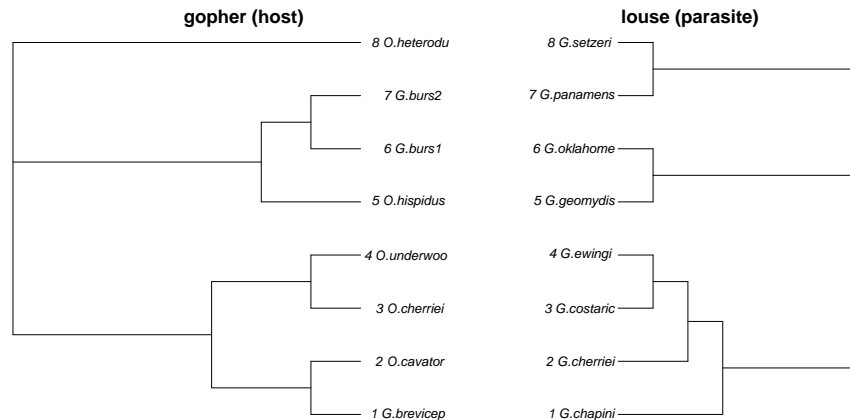 gopher (host)
louse (parasite)
8 O.heterodu
8 G.setzeri
7 G.burs2
7 G.panamens
6 G.burs1
6 G.oklahome
5 O.hispidus
5 G.geomydis
4 O.underwoo
4 G.ewingi
3 O.cherriei
3 G.costaric
2 O.cavator
2 G.cherriei
1 G.brevicep
1 G.chapini